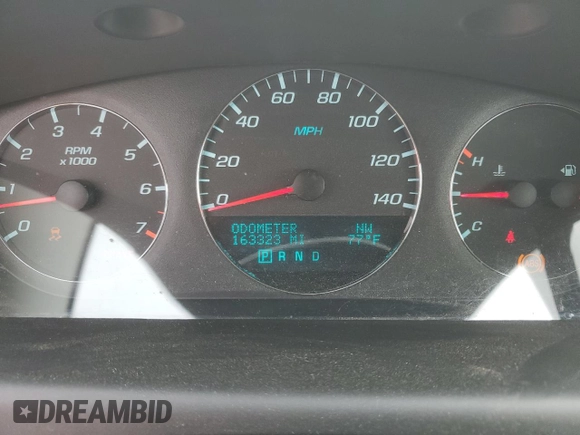 0 1 2 3 4 5 6 7
RPM
x 1000
0 20 40 60 80 100 120 140
MPH
ODOMETER NW
163323 MI 77°F
P R N D
H
C
DREAMBID